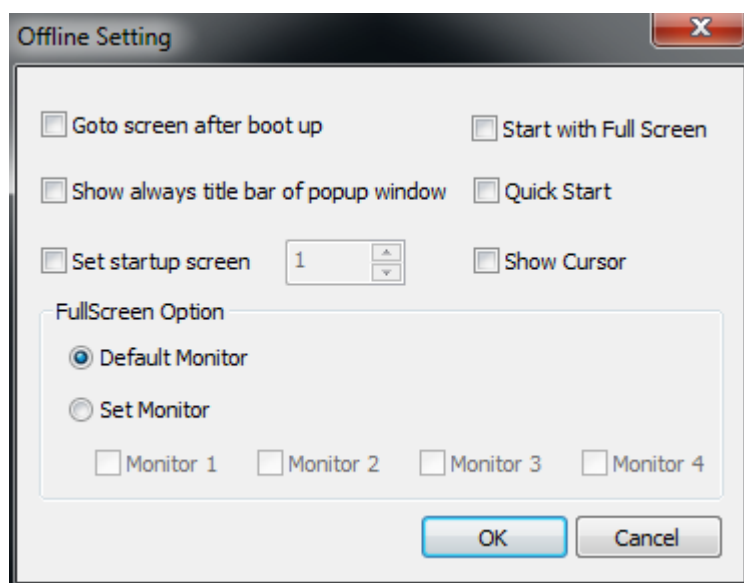 Offline Setting
Goto screen after boot up
Start with Full Screen
Show always title bar of popup window
Quick Start
Set startup screen
1
Show Cursor
FullScreen Option
Default Monitor
Set Monitor
Monitor 1
Monitor 2
Monitor 3
Monitor 4
OK
Cancel